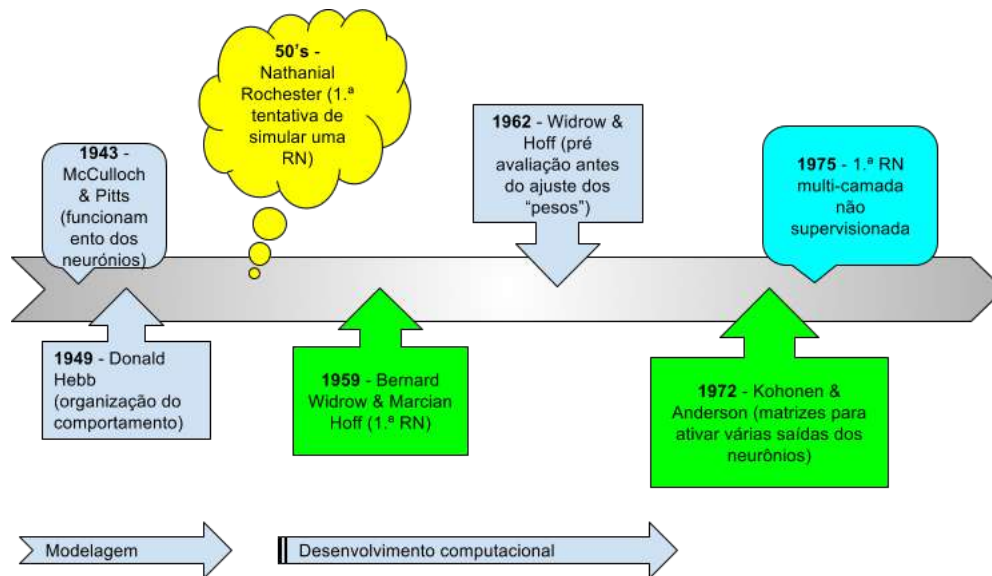 50's -
Nathanial
Rochester (1.ª
tentativa de
simular uma
RN)
1943 -
McCulloch
& Pitts
(funcionam
ento dos
neurónios)
1962 - Widrow &
Hoff (pré
avaliação antes
do ajuste dos
“pesos”)
1975 - 1.ª RN
multi-camada
não
supervisionada
1949 - Donald
Hebb
(organização do
comportamento)
1959 - Bernard
Widrow & Marcian
Hoff (1.ª RN)
1972 - Kohonen &
Anderson (matrizes para
ativar várias saídas dos
neurônios)
Modelagem
Desenvolvimento computacional